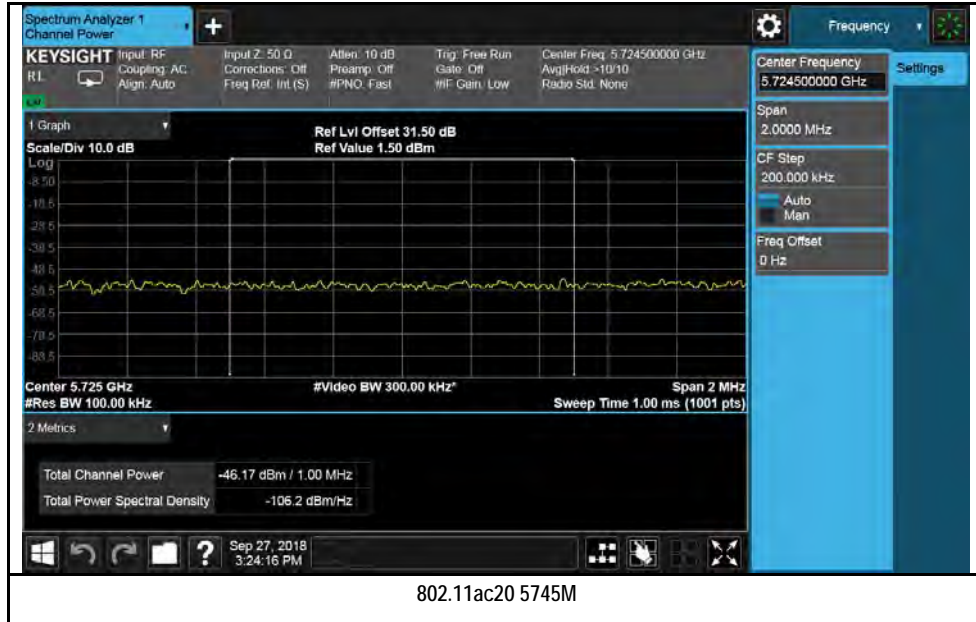 Spectrum Analyzer 1
Channel Power
+
Frequency
KEYSIGHT
Input: RF
Coupling: AC
Align: Auto
Input Z: 50 Ω
Corrections: Off
Freq Ref: Int (S)
Atten: 10 dB
Preamp: Off
#PNO: Fast
Trig: Free Run
Gate: Off
#IF Gain: Low
Center Freq: 5.724500000 GHz
Avg|Hold:>10/10
Radio Std: None
RL
Center Frequency
5.724500000 GHz
Settings
Span
2.0000 MHz
CF Step
200.000 kHz
Auto
Man
Freq Offset
0 Hz
1 Graph
Scale/Div 10.0 dB
Ref Lvl Offset 31.50 dB
Ref Value 1.50 dBm
Log
-8.50
-18.5
-28.5
-38.5
-48.5
-58.5
-68.5
-78.5
-88.5
Center 5.725 GHz
#Video BW 300.00 kHz*
Span 2 MHz
#Res BW 100.00 kHz
Sweep Time 1.00 ms (1001 pts)
2 Metrics
Total Channel Power
-46.17 dBm / 1.00 MHz
Total Power Spectral Density
-106.2 dBm/Hz
?
Sep 27, 2018
3:24:16 PM
802.11ac20 5745M